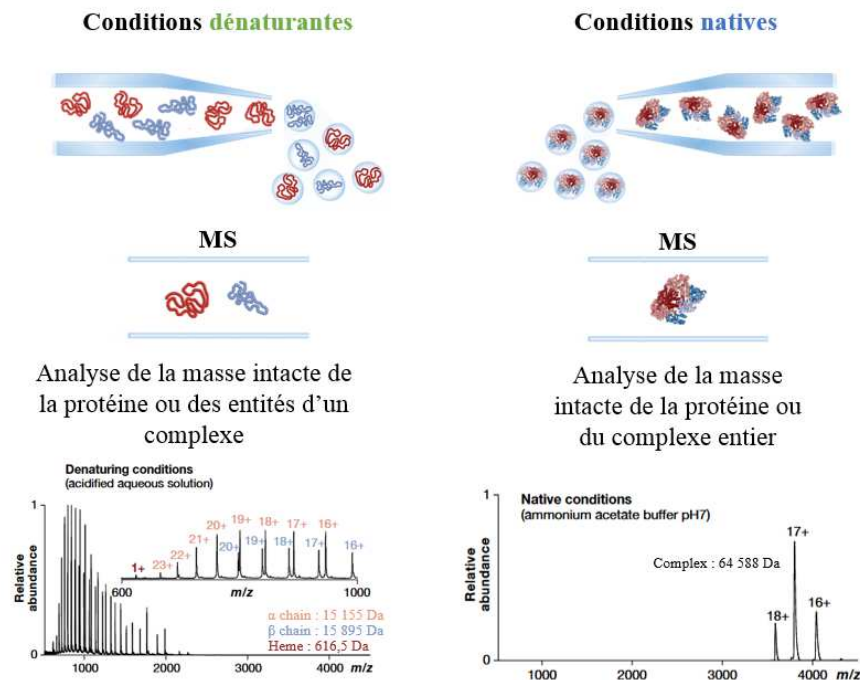 Conditions dénaturantes
Conditions natives
MS
MS
Analyse de la masse intacte de
la protéine ou des entités d'un
complexe
Analyse de la masse
intacte de la protéine ou
du complexe entier
Denaturing conditions
(acidified aqueous solution)
1
Relative
abundance
0
1000
2000
3000
4000
m/z
1+
23+
22+
21+
20+
19+
18+
17+
16+
20+
19+
18+
17+
16+
600
m/z
1000
α chain : 15 155 Da
β chain : 15 895 Da
Heme : 616,5 Da
Native conditions
(ammonium acetate buffer pH7)
Complex : 64 588 Da
1
Relative
abundance
0
18+
17+
16+
1000
2000
3000
4000
m/z